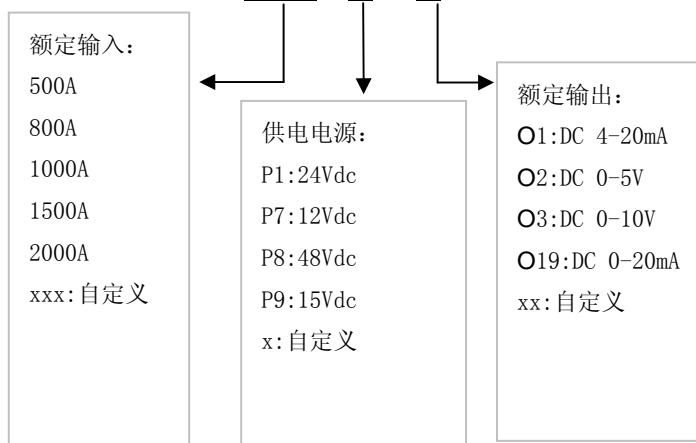 额定输入：
500A
800A
1000A
1500A
2000A
xxx:自定义
供电电源：
P1:24Vdc
P7:12Vdc
P8:48Vdc
P9:15Vdc
x:自定义
额定输出：
O1:DC 4-20mA
O2:DC 0-5V
O3:DC 0-10V
O19:DC 0-20mA
xx:自定义